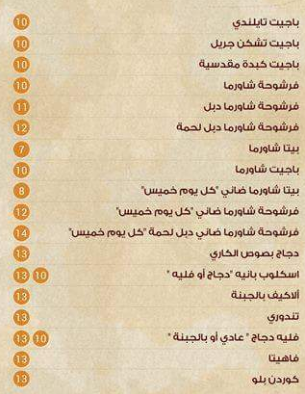 باجيت تايلندي 10
باجيت تشكن جريل 10
باجيت كبدة مقدسية 10
فرشوحة شاورما 10
فرشوحة شاورما دبل 11
فرشوحة شاورما دبل لحمة 12
بيتا شاورما 7
باجيت شاورما 10
بيتا شاورما ضاني "كل يوم خميس" 8
فرشوحة شاورما ضاني "كل يوم خميس" 12
فرشوحة شاورما ضاني دبل لحمة "كل يوم خميس" 14
دجاج بصوص الكاري 13
اسكلوب بانيه "دجاج أو فليه " 10 13
ألاكيف بالجبنة 13
تندوري 13
فليه دجاج " عادي أو بالجبنة " 10 13
فاهيتا 13
كوردن بلو 13